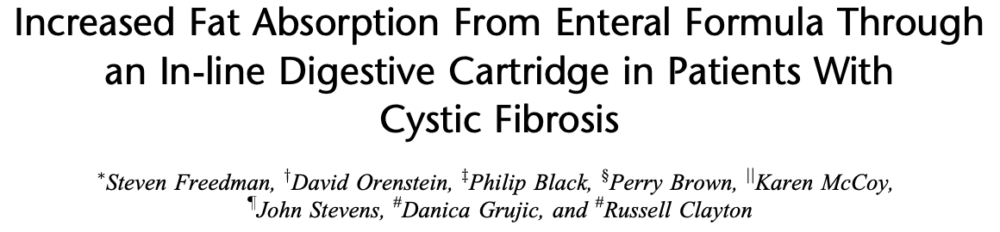 Increased Fat Absorption From Enteral Formula Through
an In-line Digestive Cartridge in Patients With
Cystic Fibrosis
*Steven Freedman, †David Orenstein, ‡Philip Black, §Perry Brown, ||Karen McCoy,
¶John Stevens, #Danica Grujic, and #Russell Clayton